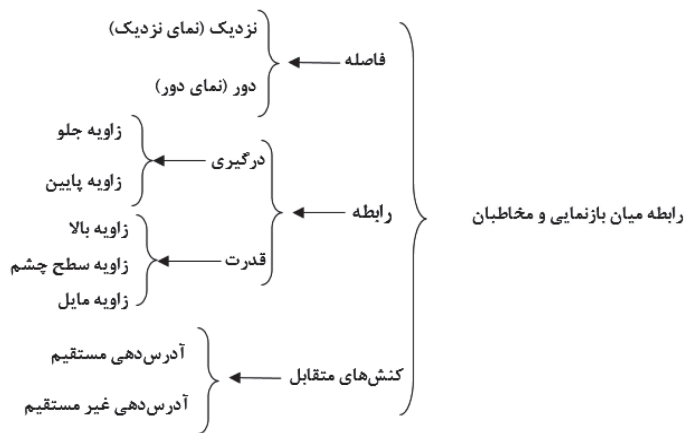 رابطه میان بازنمایی و مخاطبان
فاصله
نزدیک (نمای نزدیک)
دور (نمای دور)
رابطه
درگیری
زاویه جلو
زاویه پایین
قدرت
زاویه بالا
زاویه سطح چشم
زاویه مایل
کنش‌های متقابل
آدرس‌دهی مستقیم
آدرس‌دهی غیر مستقیم